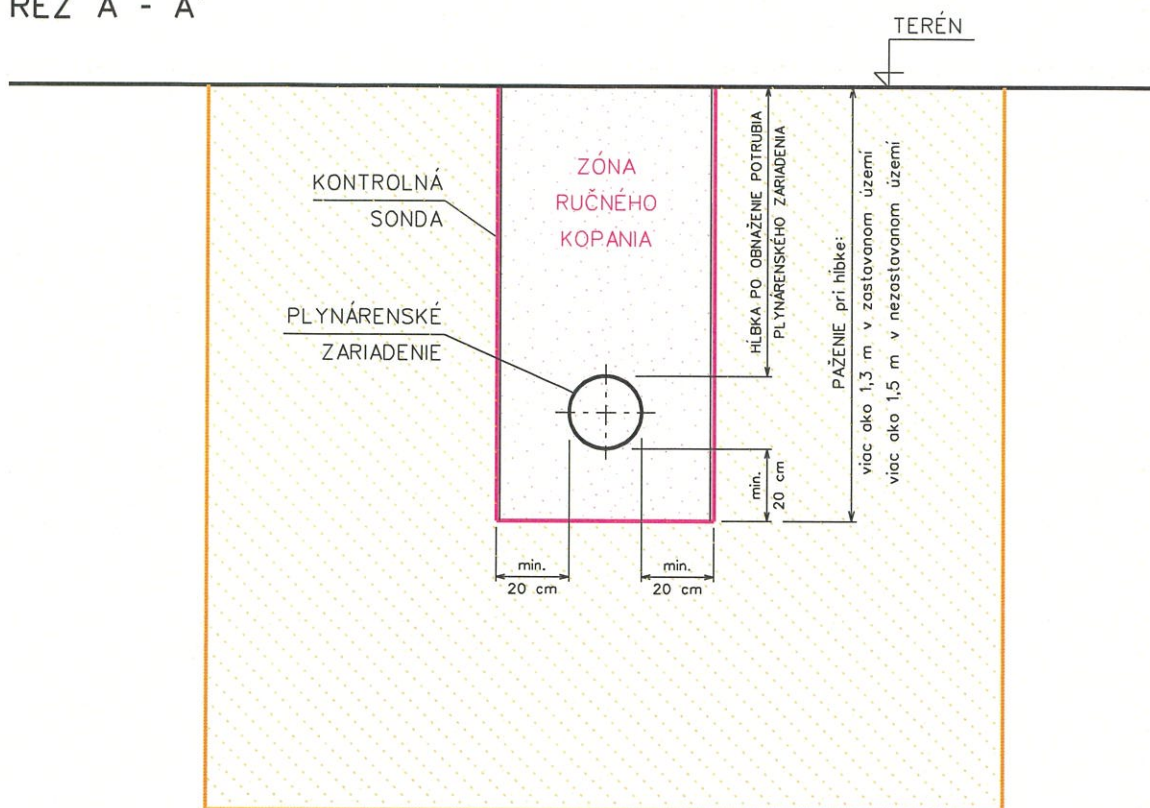 REZ A - A
TERÉN
KONTROLNÁ
SONDA
ZÓNA
RUČNÉHO
KOPANIA
PLYNÁRENSKÉ
ZARIADENIE
HĹBKA PO OBNAŽENIE POTRUBIA
PLYNÁRENSKÉHO ZARIADENIA
PAŽENIE pri hĺbke:
viac ako 1,3 m v zastavanom území
viac ako 1,5 m v nezostavanom území
min.
20 cm
min.
20 cm
min.
20 cm